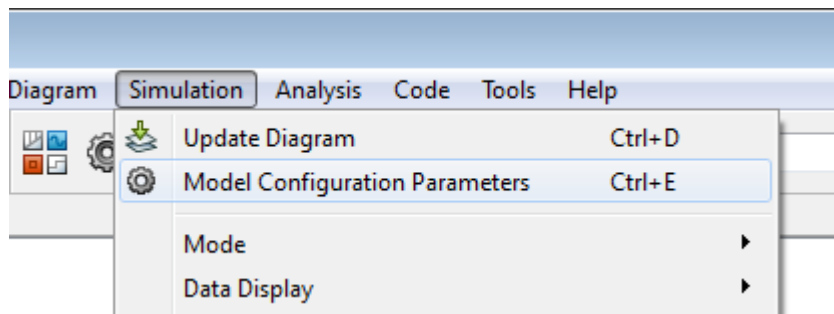 Diagram Simulation Analysis Code Tools Help
Update Diagram Ctrl+D
Model Configuration Parameters Ctrl+E
Mode
Data Display